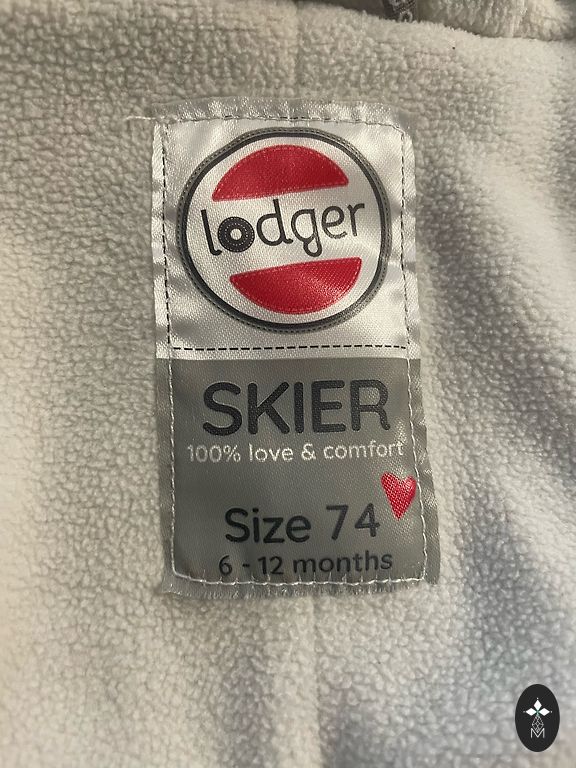 lodger
SKIER
100% love & comfort
Size 74
6 - 12 months
M